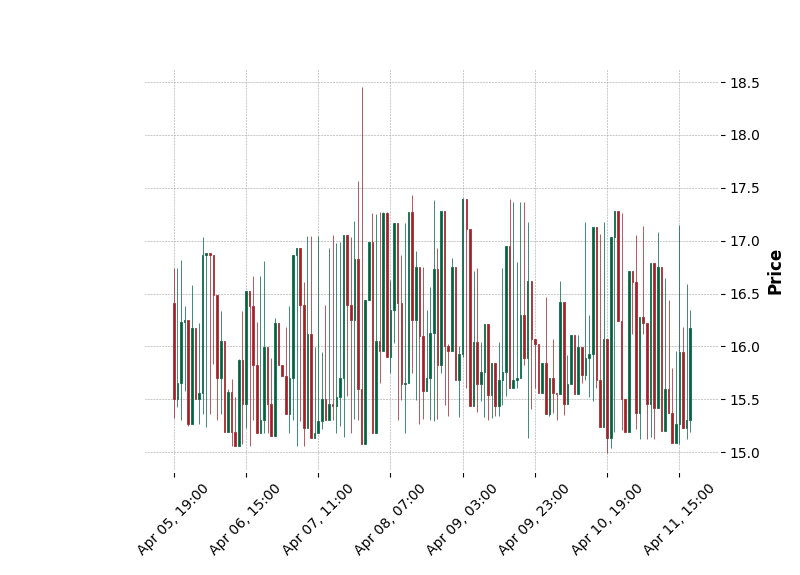 18.5
18.0
17.5
17.0
16.5
16.0
15.5
15.0
Price
Apr 05, 19:00
Apr 06, 15:00
Apr 07, 11:00
Apr 08, 07:00
Apr 09, 03:00
Apr 09, 23:00
Apr 10, 19:00
Apr 11, 15:00